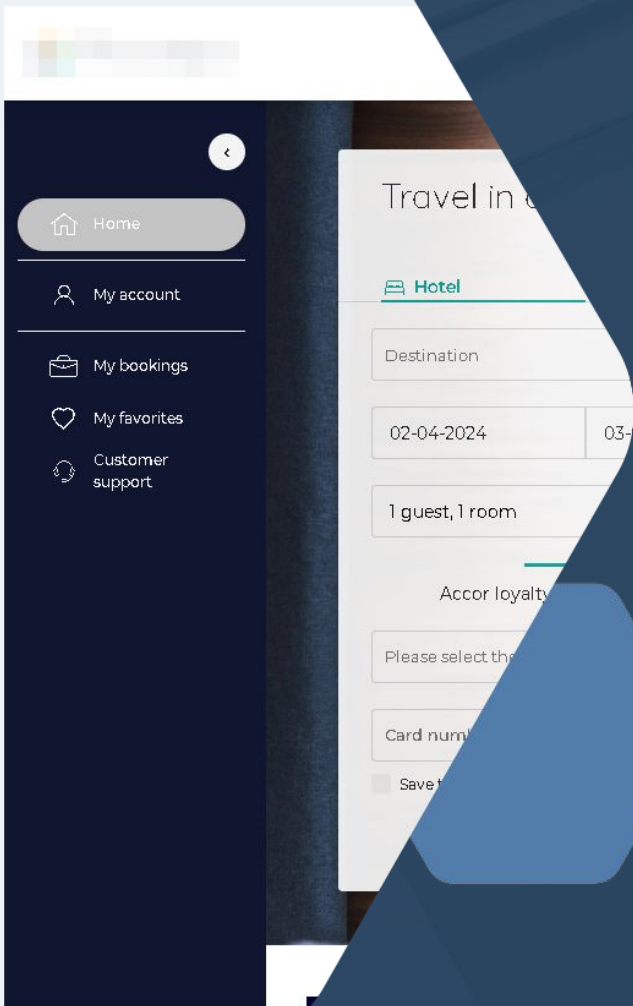 Home
My account
My bookings
My favorites
Customer
support
Travel in
Hotel
Destination
02-04-2024
03-
1 guest, 1 room
Accor loyalty
Please select the
Card num
Save